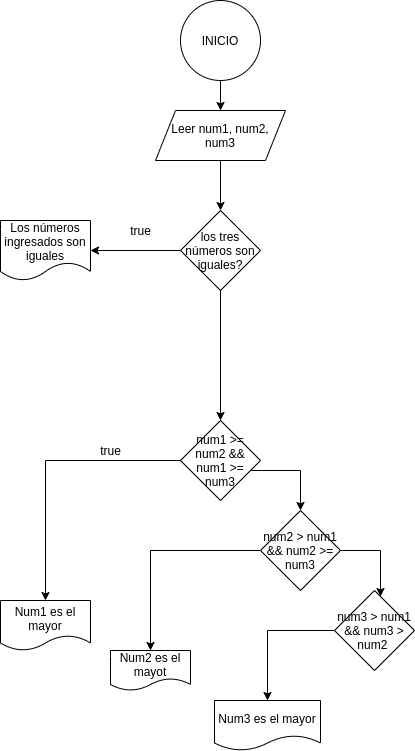 INICIO
Leer num1, num2,
num3
true
Los números
ingresados son
iguales
los tres
números son
iguales?
num1 >=
num2 &&
num1 >=
num3
true
num2 > num1
&& num2 >=
num3
num3 > num1
&& num3 >
num2
Num1 es el
mayor
Num2 es el
mayot
Num3 es el mayor